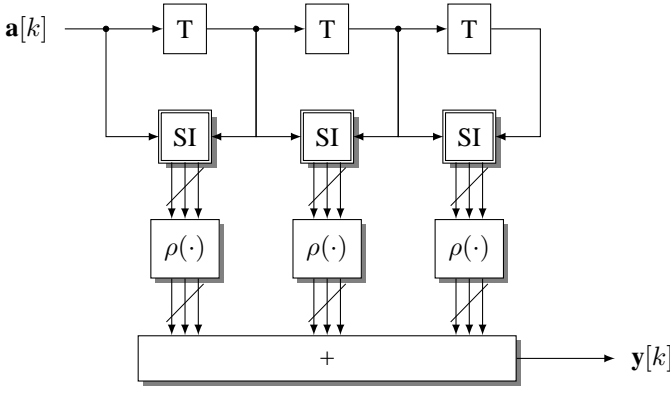 a[k] T T T
SI SI SI
ρ(·) ρ(·) ρ(·)
+ y[k]